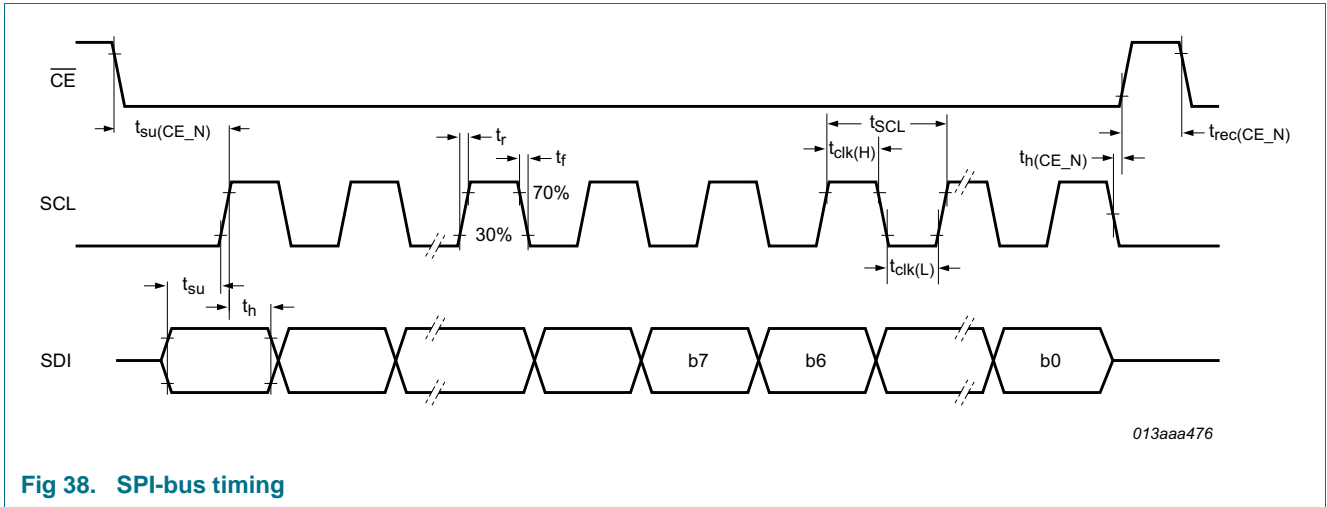 CE
tsu(CE_N)
tr
tf
tSCL
tclk(H)
trec(CE_N)
th(CE_N)
SCL
70%
30%
tclk(L)
tsu
th
SDI
b7
b6
b0
013aaa476
Fig 38. SPI-bus timing